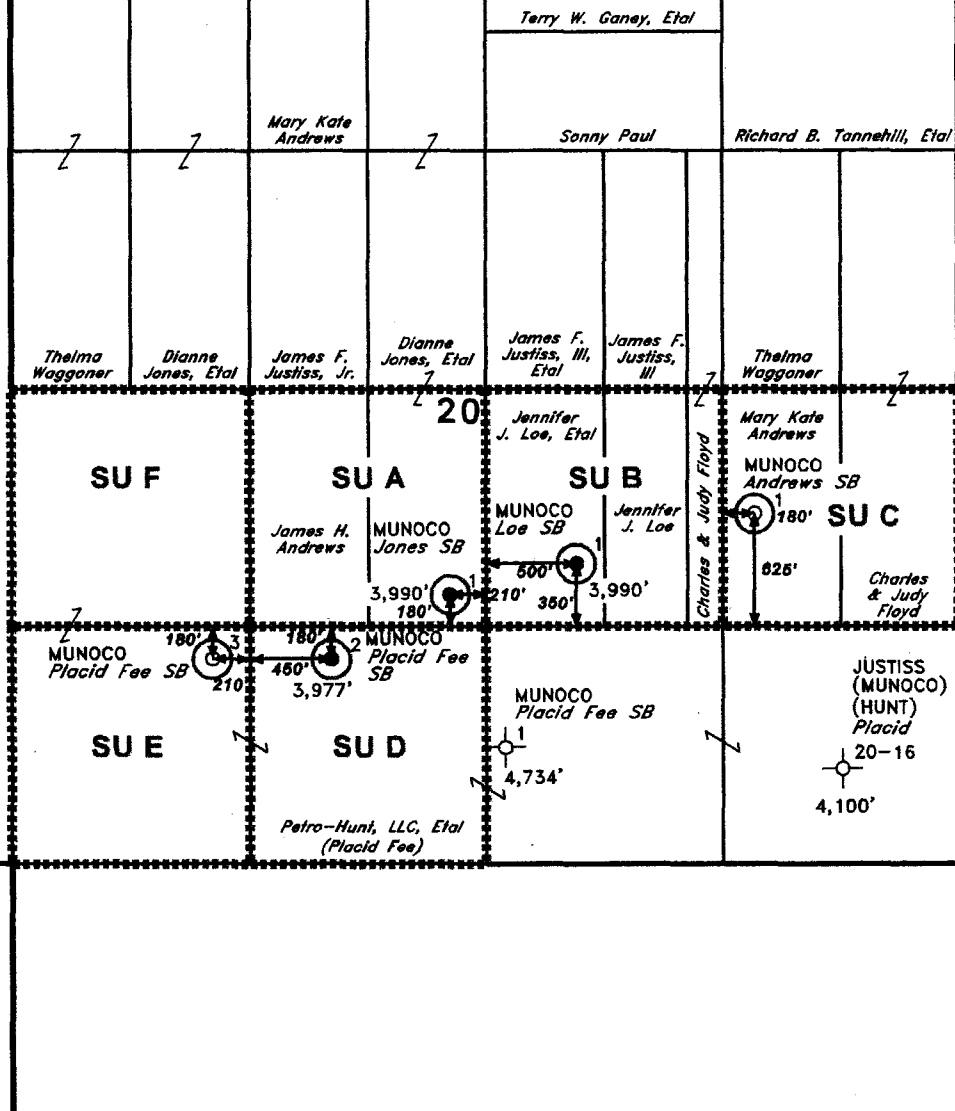 Terry W. Ganey, Etal
Mary Kate
Andrews
Sonny Paul
Richard B. Tannehill, Etal
Thelma
Waggoner
Dianne
Jones, Etal
James F.
Justiss, Jr.
Dianne
Jones, Etal
James F.
Justiss, III,
Etal
James F.
Justiss,
III
Thelma
Waggoner
20
SU F
SU A
James H.
Andrews
MUNOCO
Jones SB
3,990'
1
180'
210'
Jennifer
J. Loe, Etal
SU B
MUNOCO
Loe SB
1
500'
350'
3,990'
Jennifer
J. Loe
Charles & Judy Floyd
Mary Kate
Andrews
MUNOCO
Andrews SB
1
180'
SU C
625'
Charles
& Judy
Floyd
180'
3
MUNOCO
Placid Fee SB
210'
SU E
180'
2
MUNOCO
Placid Fee
SB
460'
3,977'
SU D
Petro-Hunt, LLC, Etal
(Placid Fee)
MUNOCO
Placid Fee SB
1
4,734'
JUSTISS
(MUNOCO)
(HUNT)
Placid
20-16
4,100'